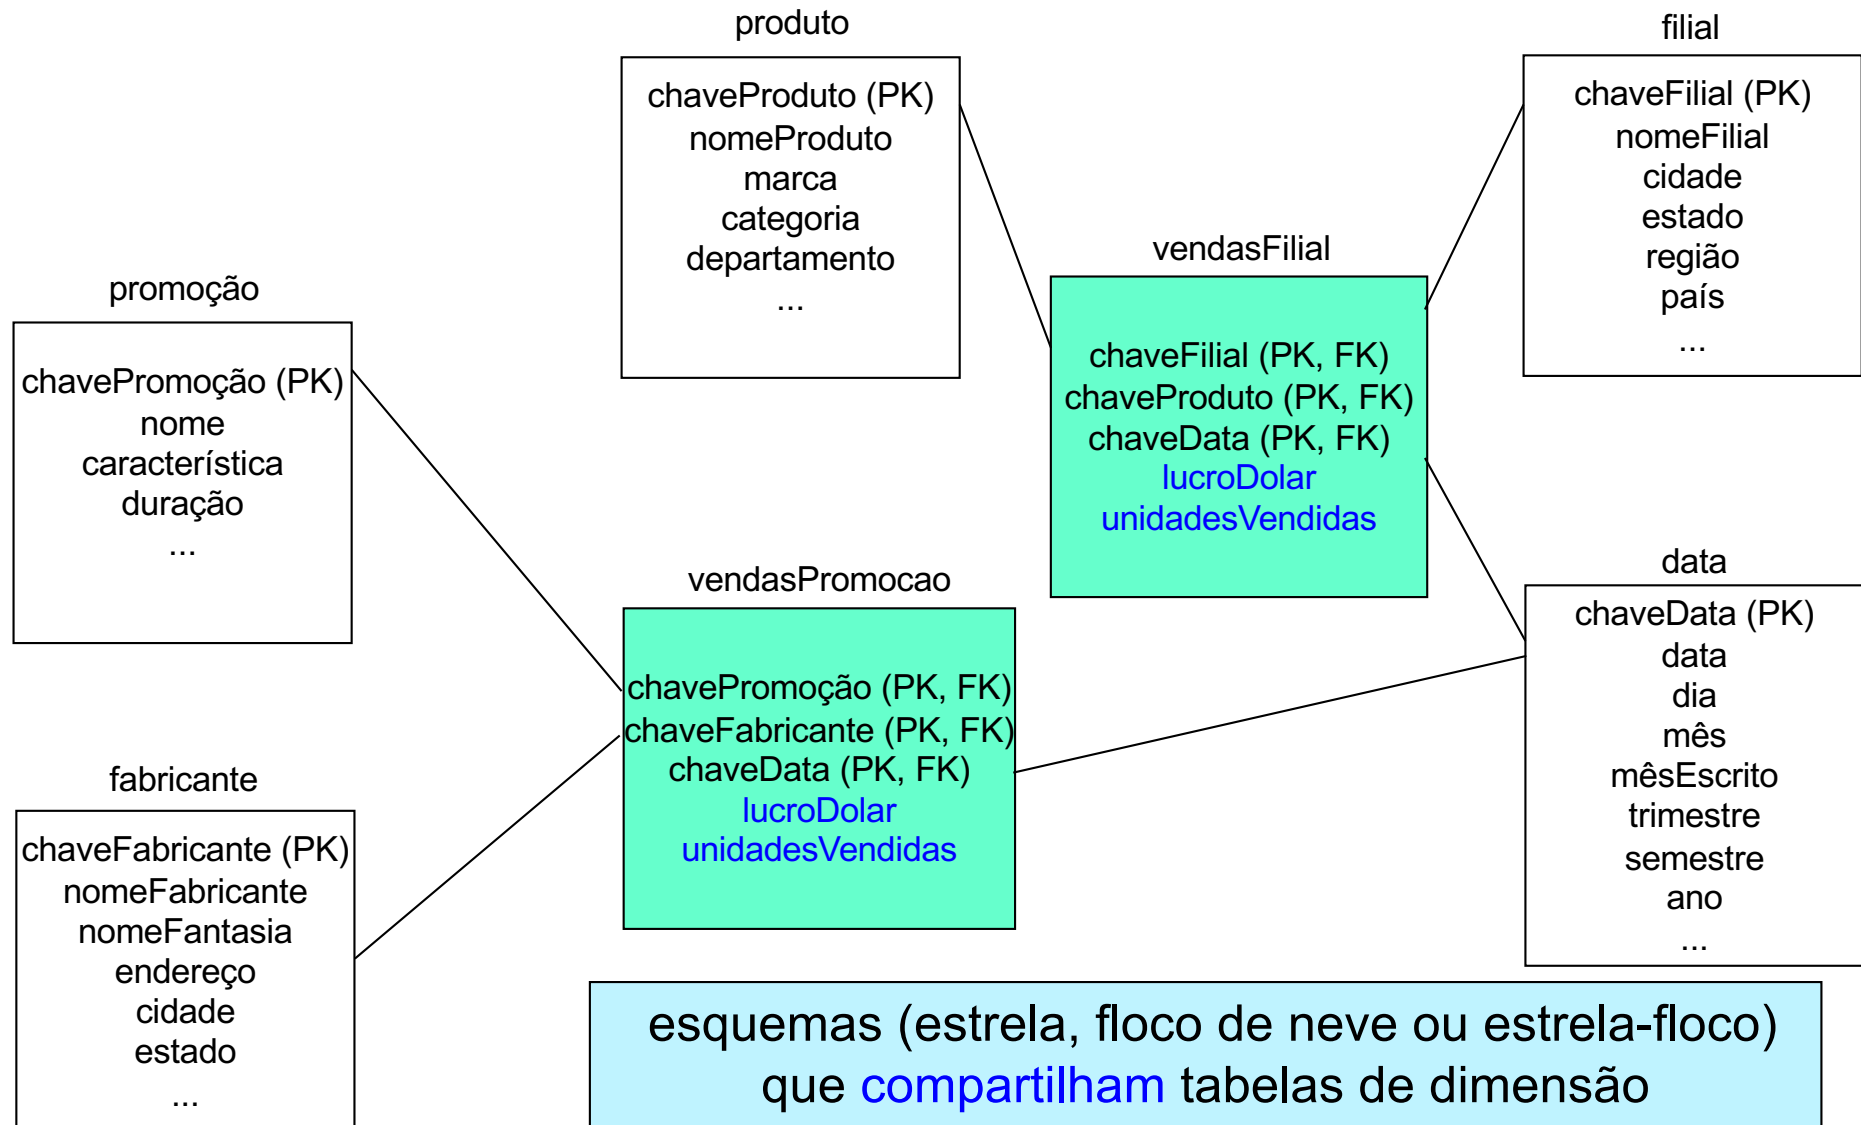 produto
chaveProduto (PK)
nomeProduto
marca
categoria
departamento
...
filial
chaveFilial (PK)
nomeFilial
cidade
estado
região
país
...
vendasFilial
chaveFilial (PK, FK)
chaveProduto (PK, FK)
chaveData (PK, FK)
lucroDolar
unidadesVendidas
promoção
chavePromoção (PK)
nome
característica
duração
...
vendasPromocao
chavePromoção (PK, FK)
chaveFabricante (PK, FK)
chaveData (PK, FK)
lucroDolar
unidadesVendidas
data
chaveData (PK)
data
dia
mês
mêsEscrito
trimestre
semestre
ano
...
fabricante
chaveFabricante (PK)
nomeFabricante
nomeFantasia
endereço
cidade
estado
...
esquemas (estrela, floco de neve ou estrela-floco)
que compartilham tabelas de dimensão